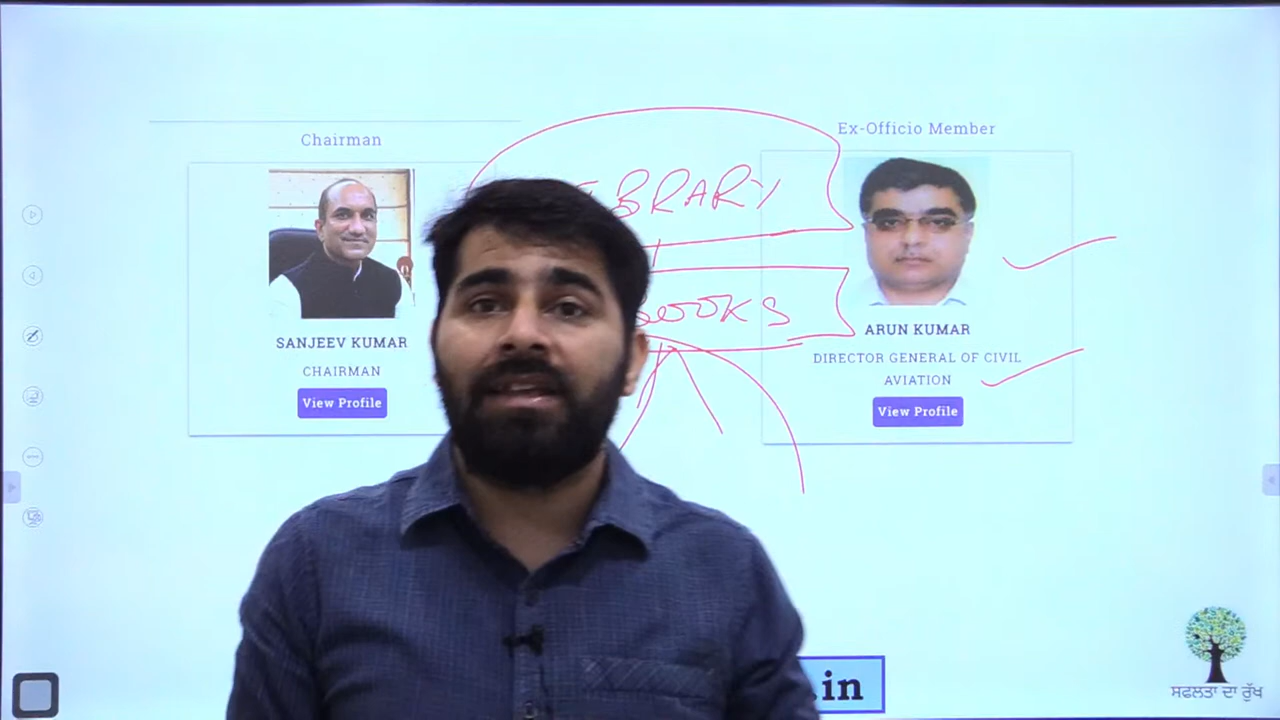 Chairman
SANJEEV KUMAR
CHAIRMAN
View Profile
Ex-Officio Member
ARUN KUMAR
DIRECTOR GENERAL OF CIVIL
AVIATION
View Profile
BRARY
BOOKS
.in
ਸਫਲਤਾ ਦਾ ਰੁੱਖ